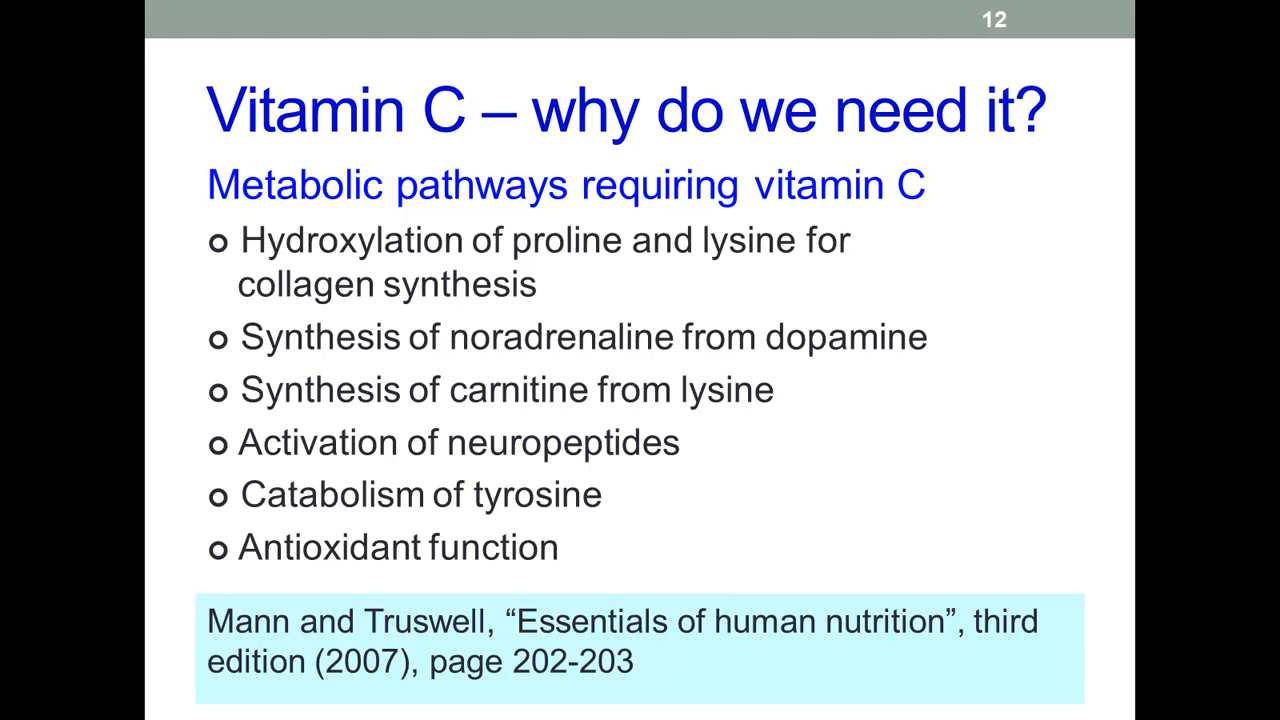 12
Vitamin C – why do we need it?
Metabolic pathways requiring vitamin C
Hydroxylation of proline and lysine for
collagen synthesis
Synthesis of noradrenaline from dopamine
Synthesis of carnitine from lysine
Activation of neuropeptides
Catabolism of tyrosine
Antioxidant function
Mann and Truswell, “Essentials of human nutrition”, third
edition (2007), page 202-203